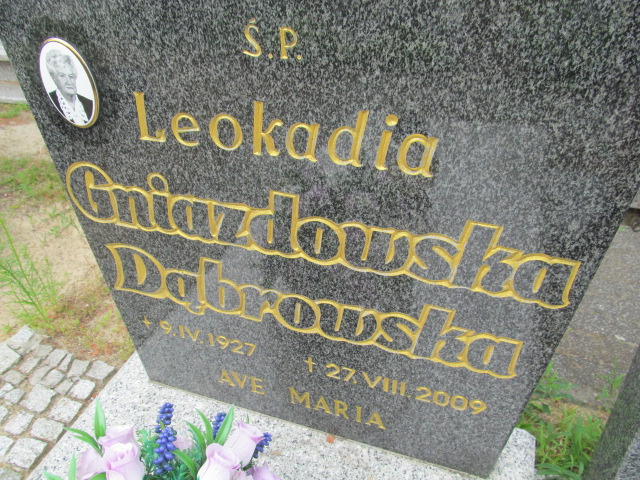 Ś.P.
Leokadia
Gniazdowska
Dąbrowska
+ 9.IV.1927 + 27.VIII.2009
AVE MARIA